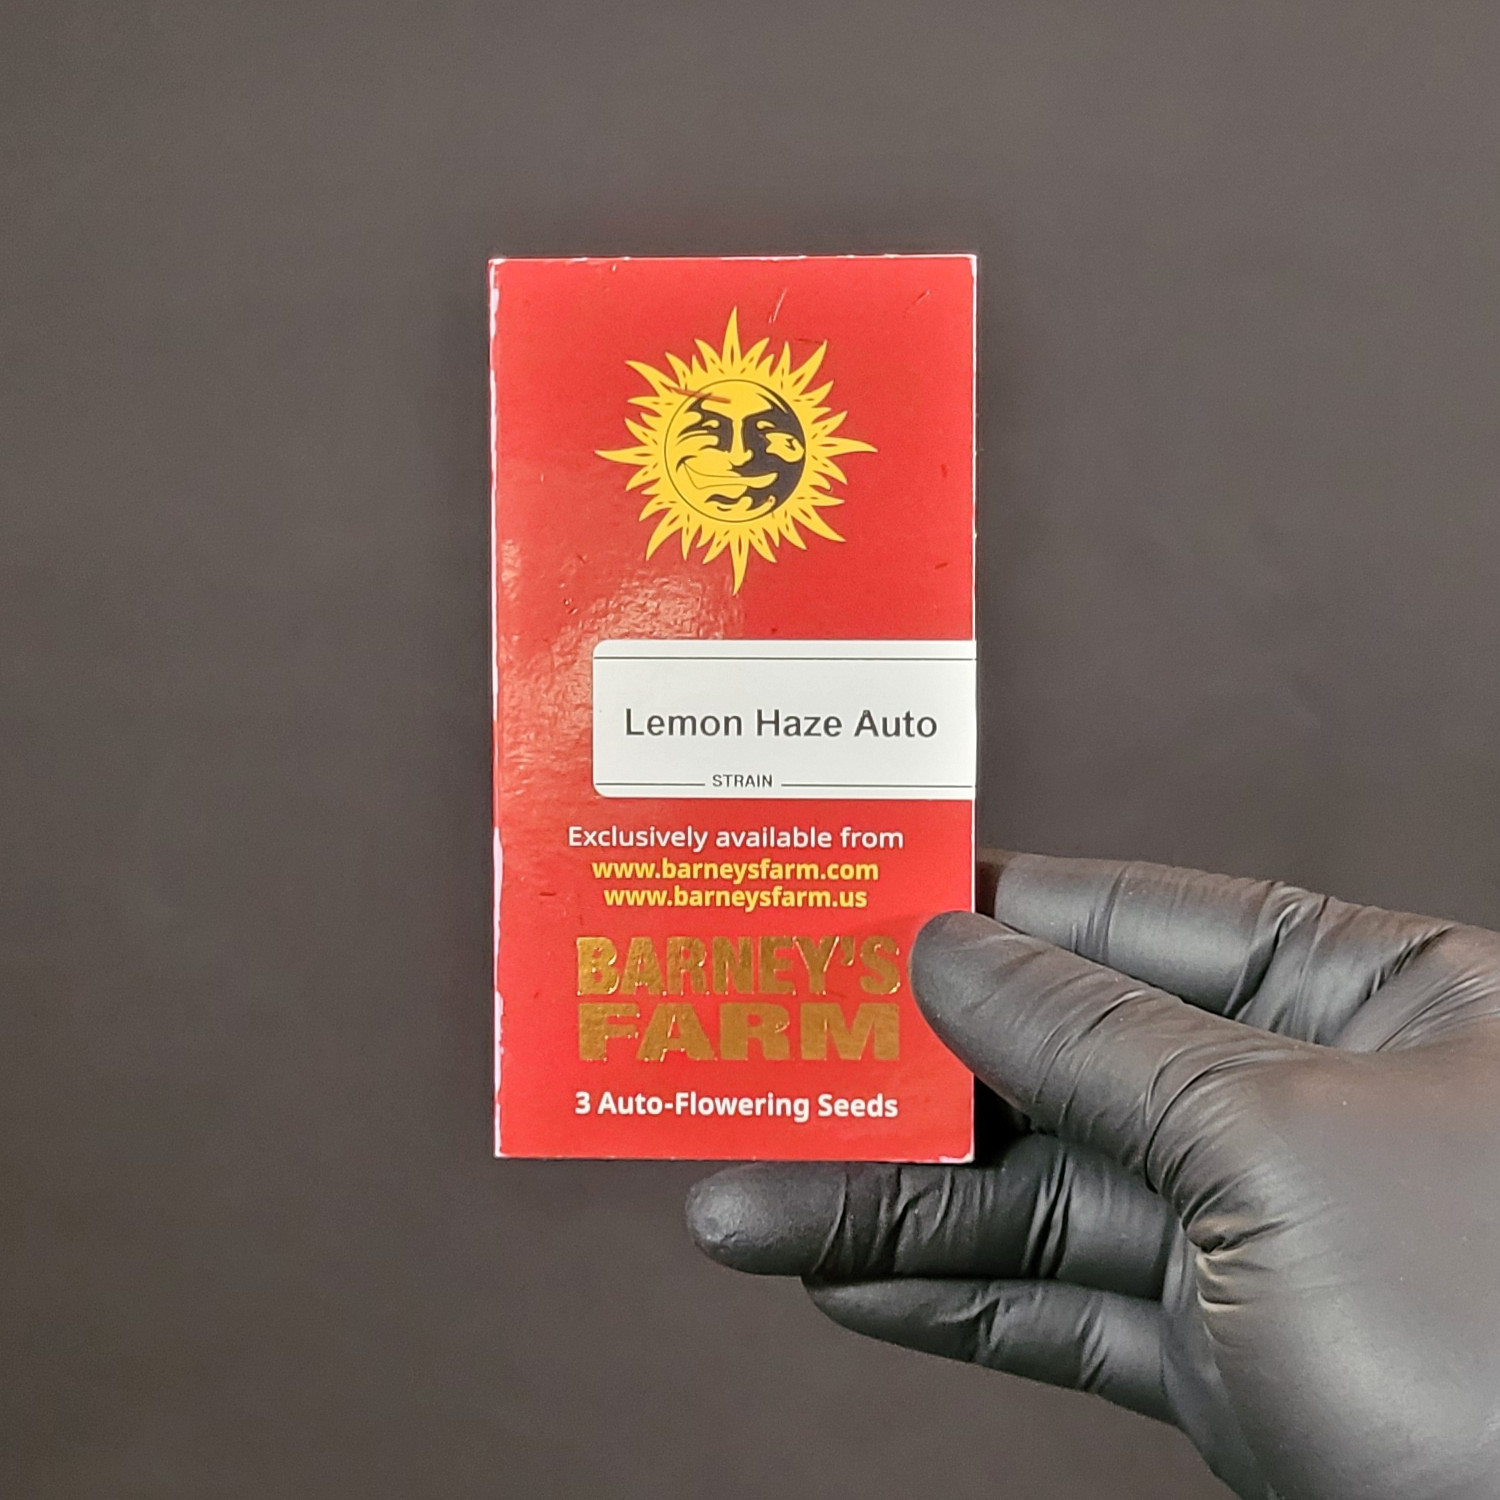 Lemon Haze Auto
STRAIN
Exclusively available from
www.barneysfarm.com
www.barneysfarm.us
BARNEY'S
FARM
3 Auto-Flowering Seeds